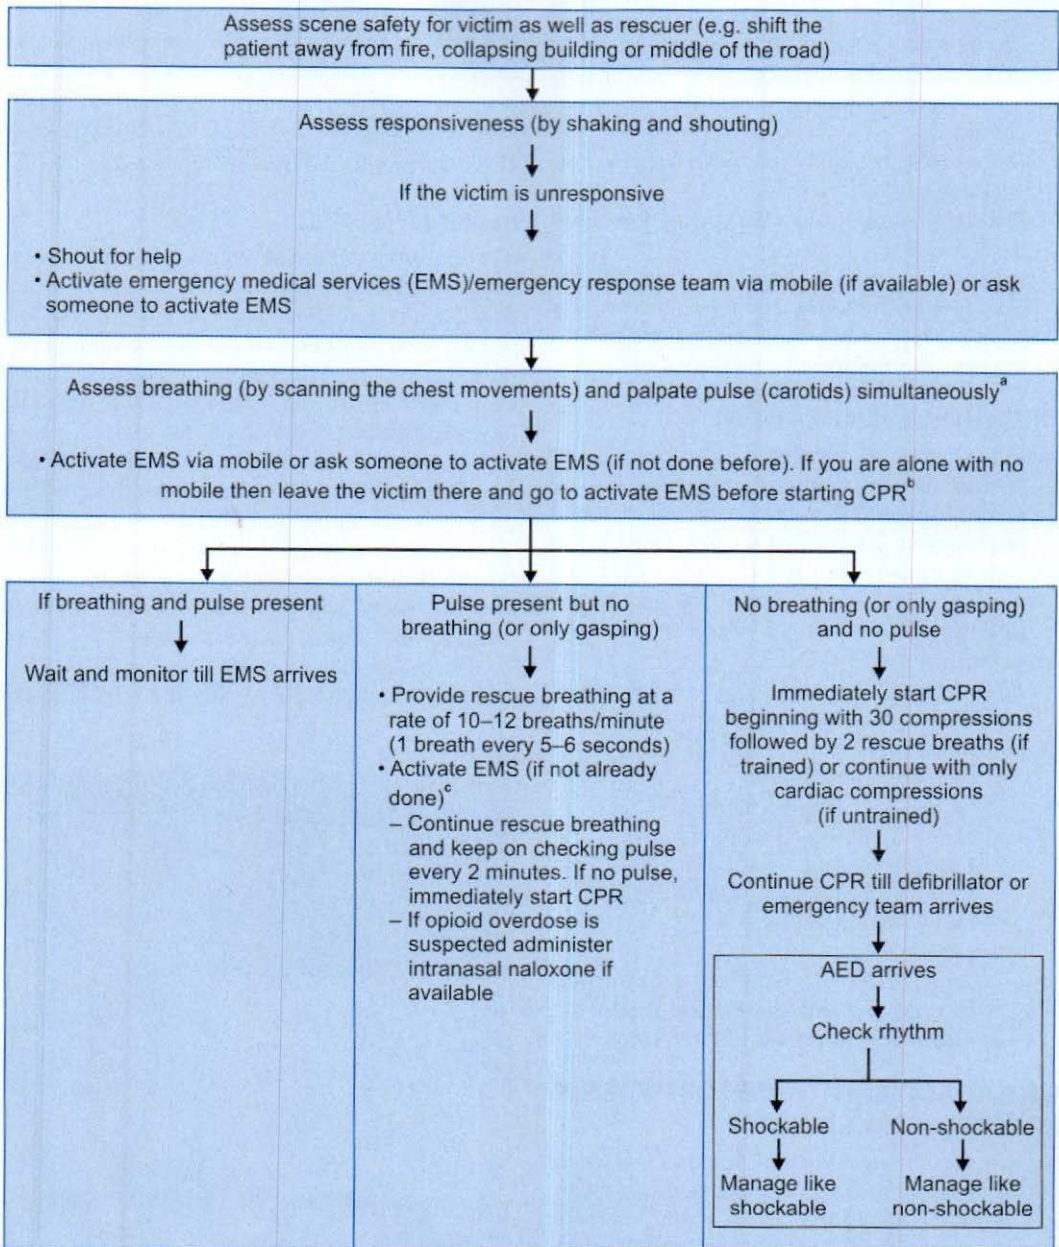 Assess scene safety for victim as well as rescuer (e.g. shift the
patient away from fire, collapsing building or middle of the road)
Assess responsiveness (by shaking and shouting)
If the victim is unresponsive
• Shout for help
• Activate emergency medical services (EMS)/emergency response team via mobile (if available) or ask
someone to activate EMS
Assess breathing (by scanning the chest movements) and palpate pulse (carotids) simultaneously^a
• Activate EMS via mobile or ask someone to activate EMS (if not done before). If you are alone with no
mobile then leave the victim there and go to activate EMS before starting CPR^b
If breathing and pulse present
Wait and monitor till EMS arrives
Pulse present but no
breathing (or only gasping)
• Provide rescue breathing at a
rate of 10–12 breaths/minute
(1 breath every 5–6 seconds)
• Activate EMS (if not already
done)^c
– Continue rescue breathing
and keep on checking pulse
every 2 minutes. If no pulse,
immediately start CPR
– If opioid overdose is
suspected administer
intranasal naloxone if
available
No breathing (or only gasping)
and no pulse
Immediately start CPR
beginning with 30 compressions
followed by 2 rescue breaths (if
trained) or continue with only
cardiac compressions
(if untrained)
Continue CPR till defibrillator or
emergency team arrives
AED arrives
Check rhythm
Shockable
Non-shockable
Manage like
shockable
Manage like
non-shockable